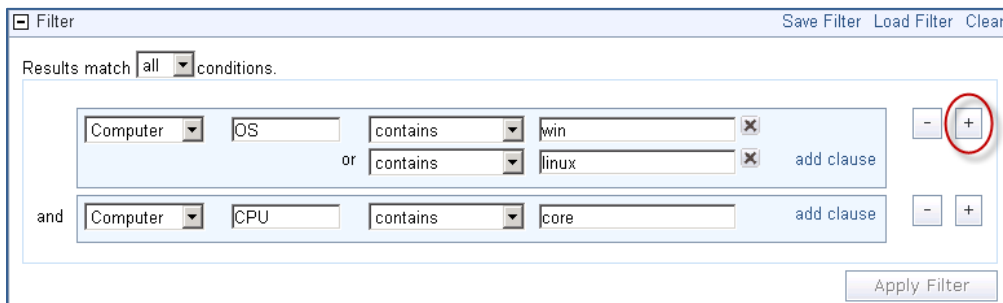 Filter Save Filter Load Filter Clear
Results match all conditions.
Computer OS contains win - +
or contains linux add clause
and Computer CPU contains core add clause - +
Apply Filter